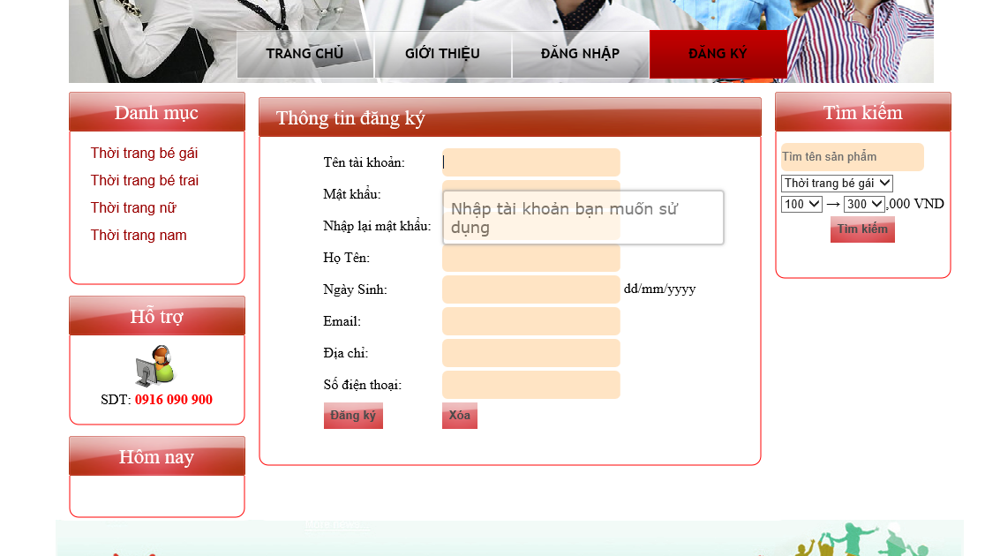 TRANG CHỦ
GIỚI THIỆU
ĐĂNG NHẬP
ĐĂNG KÝ
Danh mục
Thời trang bé gái
Thời trang bé trai
Thời trang nữ
Thời trang nam
Hỗ trợ
SDT: 0916 090 900
Hôm nay
Thông tin đăng ký
Tên tài khoản:
Mật khẩu:
Nhập tài khoản bạn muốn sử
dụng
Nhập lại mật khẩu:
Họ Tên:
Ngày Sinh: dd/mm/yyyy
Email:
Địa chỉ:
Số điện thoại:
Đăng ký Xóa
Tìm kiếm
Tìm tên sản phẩm
Thời trang bé gái
100 → 300 ,000 VND
Tìm kiếm